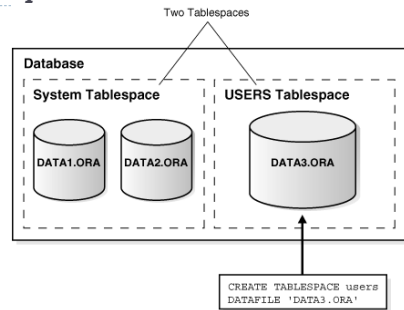 Two Tablespaces
Database
System Tablespace
USERS Tablespace
DATA1.ORA
DATA2.ORA
DATA3.ORA
CREATE TABLESPACE users
DATAFILE 'DATA3.ORA'